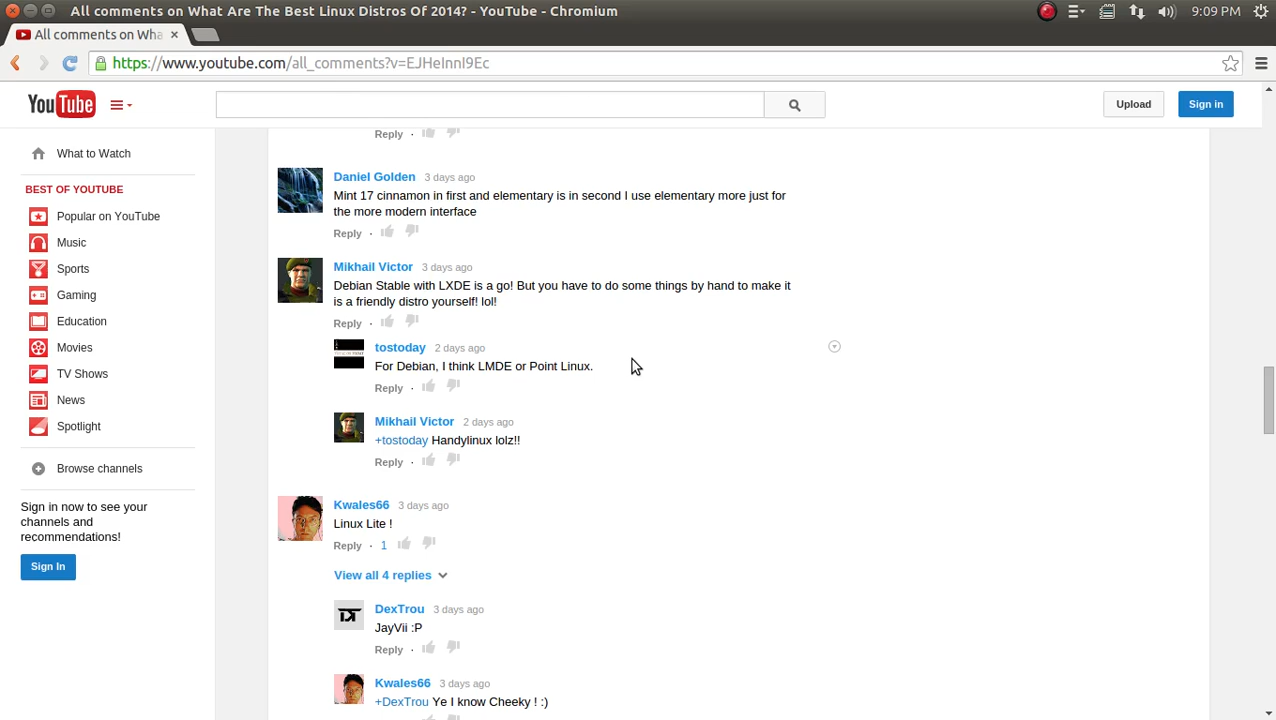 All comments on What Are The Best Linux Distros Of 2014? - YouTube - Chromium
9:09 PM
All comments on Wha
https://www.youtube.com/all_comments?v=EJHeInnI9Ec
YouTube
Upload
Sign in
What to Watch
BEST OF YOUTUBE
Popular on YouTube
Music
Sports
Gaming
Education
Movies
TV Shows
News
Spotlight
Browse channels
Sign in now to see your
channels and
recommendations!
Sign In
Reply ·
Daniel Golden 3 days ago
Mint 17 cinnamon in first and elementary is in second I use elementary more just for
the more modern interface
Reply ·
Mikhail Victor 3 days ago
Debian Stable with LXDE is a go! But you have to do some things by hand to make it
is a friendly distro yourself! lol!
Reply ·
tostoday 2 days ago
For Debian, I think LMDE or Point Linux.
Reply ·
Mikhail Victor 2 days ago
+tostoday Handylinux lolz!!
Reply ·
Kwales66 3 days ago
Linux Lite !
Reply · 1
View all 4 replies
DT
DexTrou 3 days ago
JayVii :P
Reply ·
Kwales66 3 days ago
+DexTrou Ye I know Cheeky ! :)